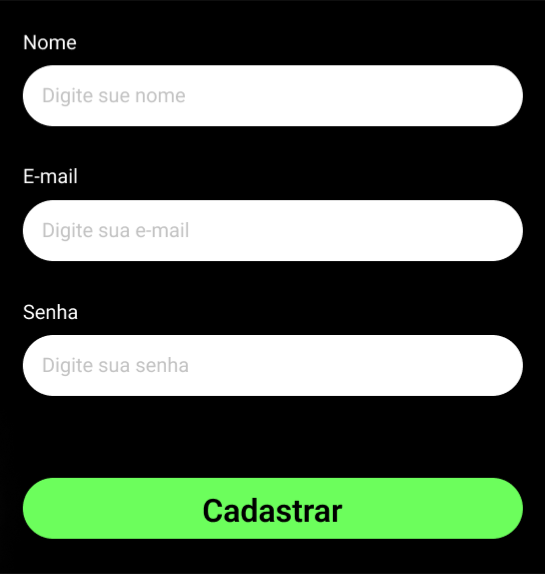 Nome
Digite sue nome
E-mail
Digite sua e-mail
Senha
Digite sua senha
Cadastrar